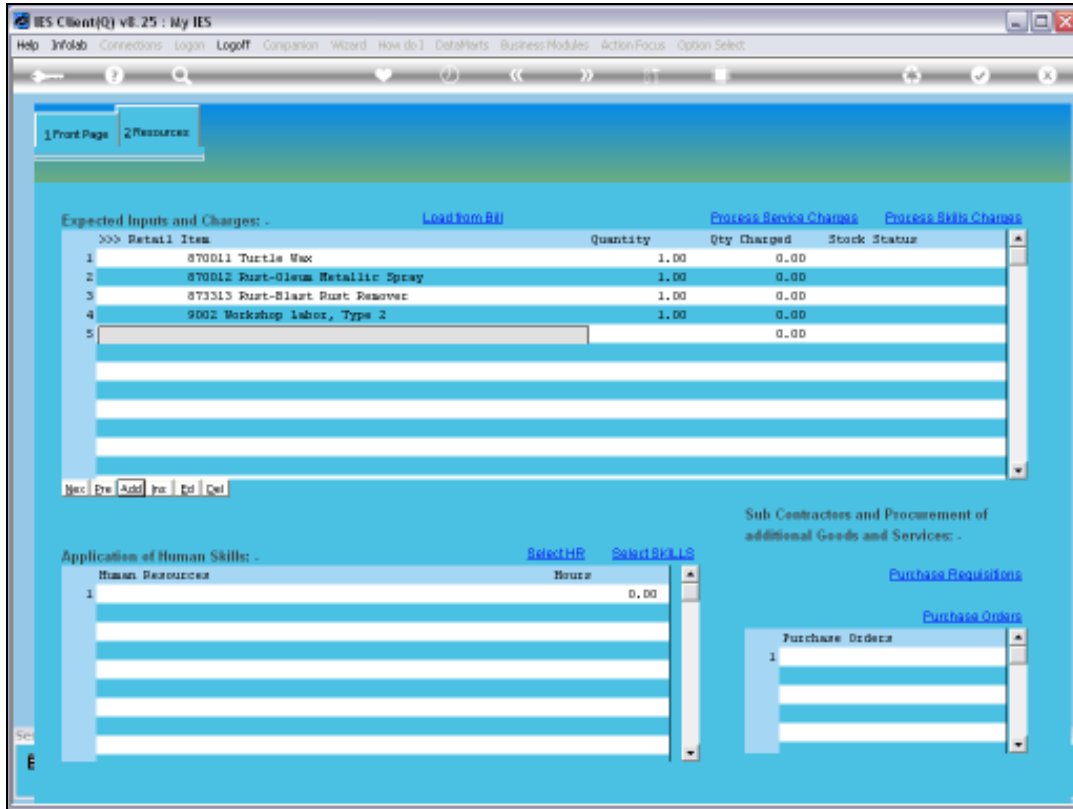 IES Client(Q) v8.25 : My IES
Help Infolab Connections Logon Logoff Companion Wizard How do I DataMarts Business Modules Action Focus Option Select
1 Front Page 2 Resources
Expected Inputs and Charges: - Load from Bill Process Service Charges Process Skills Charges
>>> Retail Item Quantity Qty Charged Stock Status
1 870011 Turtle Wax 1.00 0.00
2 870012 Rust-Oleum Metallic Spray 1.00 0.00
3 873313 Rust-Blast Rust Remover 1.00 0.00
4 9002 Workshop labor, Type 2 1.00 0.00
5 0.00
Nex Pre Add Ins Ed Del
Sub Contractors and Procurement of
additional Goods and Services: -
Application of Human Skills: - Select HR Select SKILLS
Human Resources Hours
Purchase Requisitions
1 0.00
Purchase Orders
Purchase Orders
1